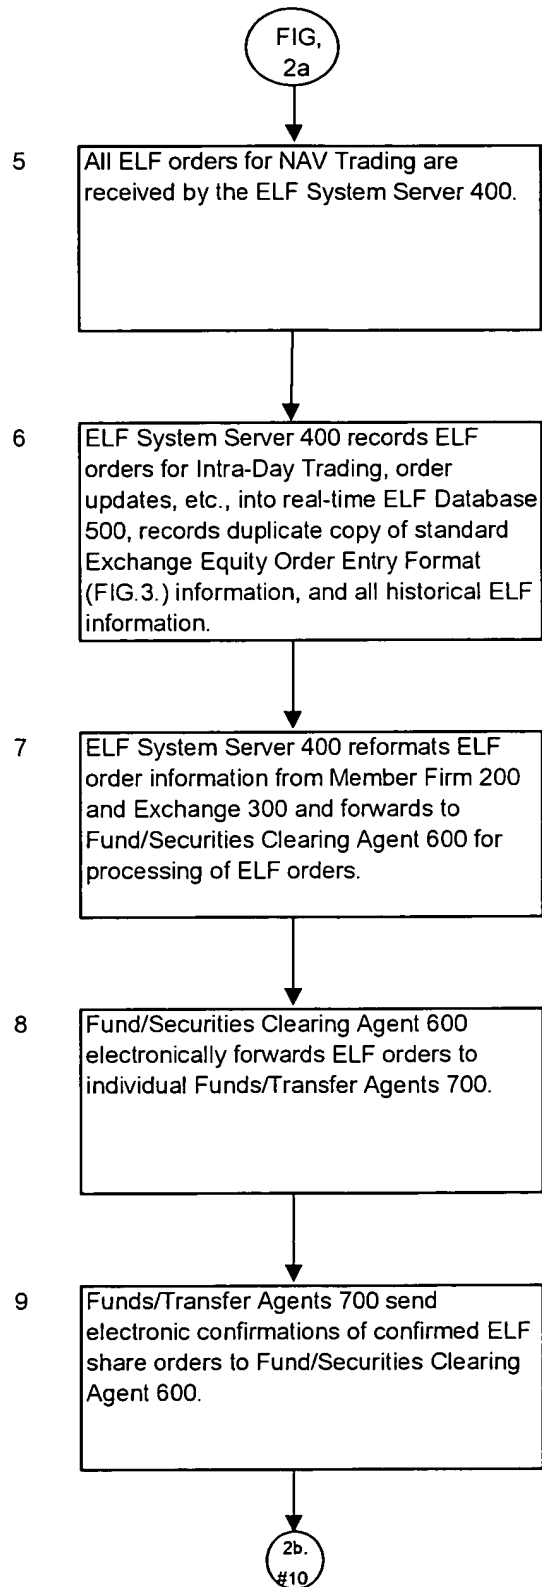 FIG,
2a
5
All ELF orders for NAV Trading are
received by the ELF System Server 400.
6
ELF System Server 400 records ELF
orders for Intra-Day Trading, order
updates, etc., into real-time ELF Database
500, records duplicate copy of standard
Exchange Equity Order Entry Format
(FIG.3.) information, and all historical ELF
information.
7
ELF System Server 400 reformats ELF
order information from Member Firm 200
and Exchange 300 and forwards to
Fund/Securities Clearing Agent 600 for
processing of ELF orders.
8
Fund/Securities Clearing Agent 600
electronically forwards ELF orders to
individual Funds/Transfer Agents 700.
9
Funds/Transfer Agents 700 send
electronic confirmations of confirmed ELF
share orders to Fund/Securities Clearing
Agent 600.
2b.
#10